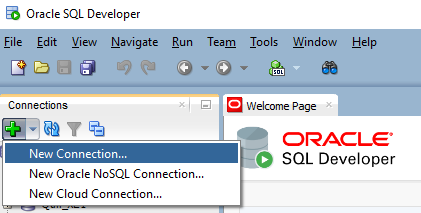 Oracle SQL Developer
File Edit View Navigate Run Team Tools Window Help
SQL
Connections
Welcome Page
New Connection...
New Oracle NoSQL Connection...
New Cloud Connection...
ORACLE
SQL Developer